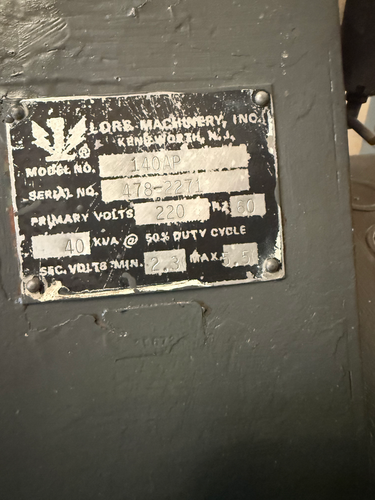 LORS MACHINERY, INC.
KENILWORTH, N. J.
®
MODEL NO. 140AP
SERIAL NO. 478-2271
PRIMARY VOLTS 220 HZ 60
40 KVA @ 50% DUTY CYCLE
SEC. VOLTS MIN. 2.3 MAX. 5.5